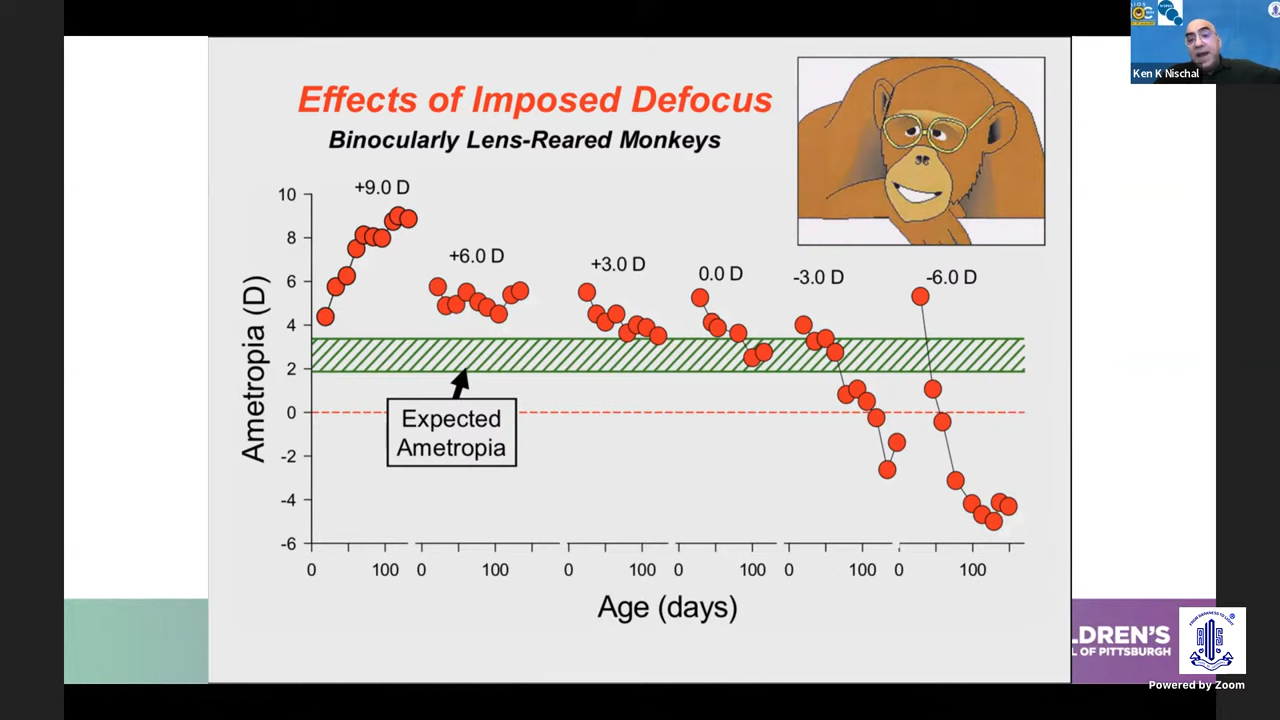 Ken K Nischal
Effects of Imposed Defocus
Binocularly Lens-Reared Monkeys
+9.0 D
+6.0 D
+3.0 D
0.0 D
-3.0 D
-6.0 D
Ametropia (D)
10
8
6
4
2
0
-2
-4
-6
Expected
Ametropia
0 100 0 100 0 100 0 100 0 100 0 100
Age (days)
LDREN'S
L OF PITTSBURGH
Powered by Zoom